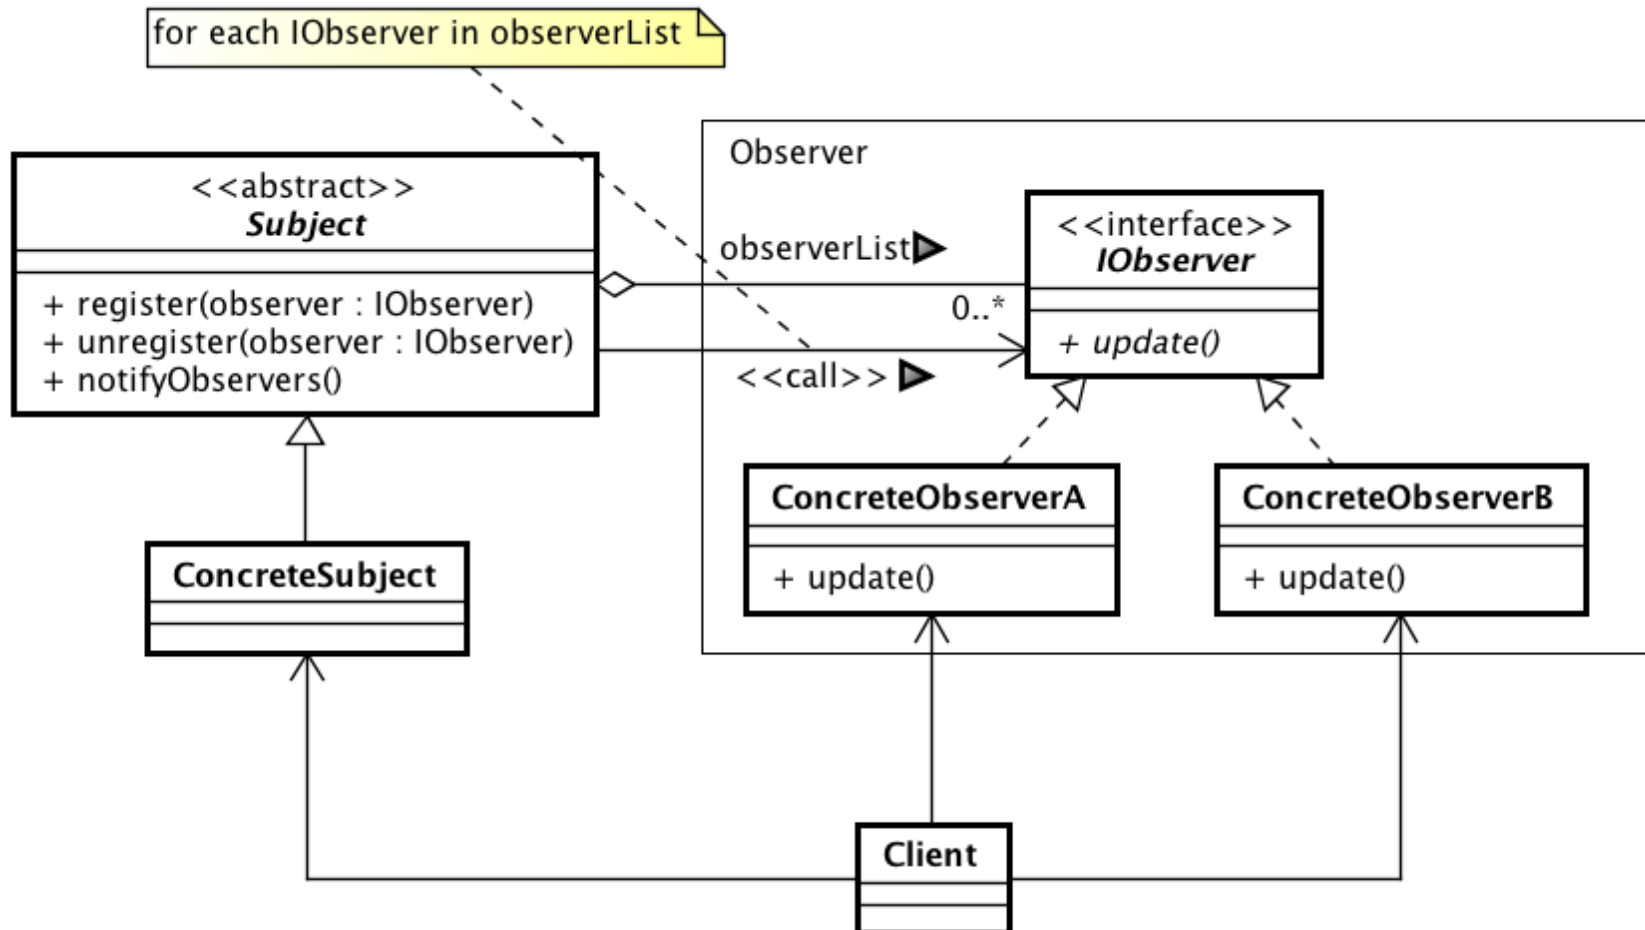 for each IObserver in observerList
<<abstract>>
Subject
+ register(observer : IObserver)
+ unregister(observer : IObserver)
+ notifyObservers()
Observer
observerList
0..*
<<call>>
<<interface>>
IObserver
+ update()
ConcreteSubject
ConcreteObserverA
+ update()
ConcreteObserverB
+ update()
Client